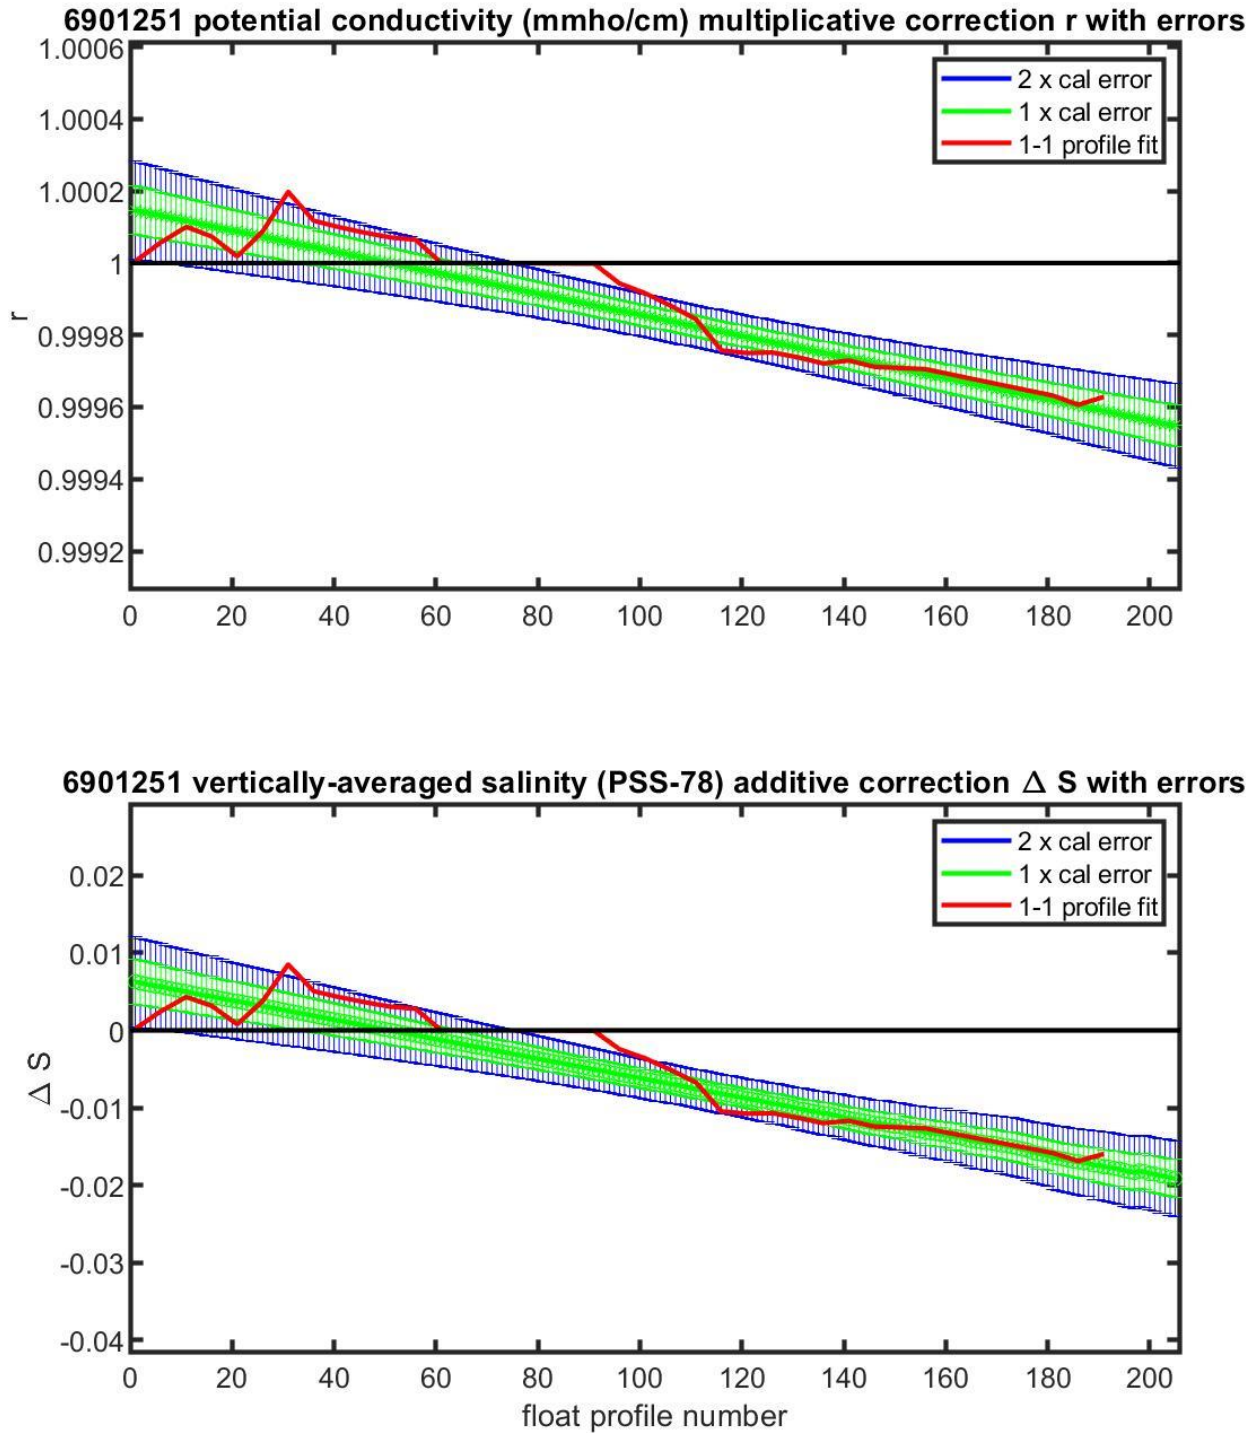 6901251 potential conductivity (mmho/cm) multiplicative correction r with errors
1.0006
1.0004
1.0002
1
0.9998
0.9996
0.9994
0.9992
r
2 x cal error
1 x cal error
1-1 profile fit
0 20 40 60 80 100 120 140 160 180 200
6901251 vertically-averaged salinity (PSS-78) additive correction Δ S with errors
0.02
0.01
0
-0.01
-0.02
-0.03
-0.04
Δ S
2 x cal error
1 x cal error
1-1 profile fit
0 20 40 60 80 100 120 140 160 180 200
float profile number